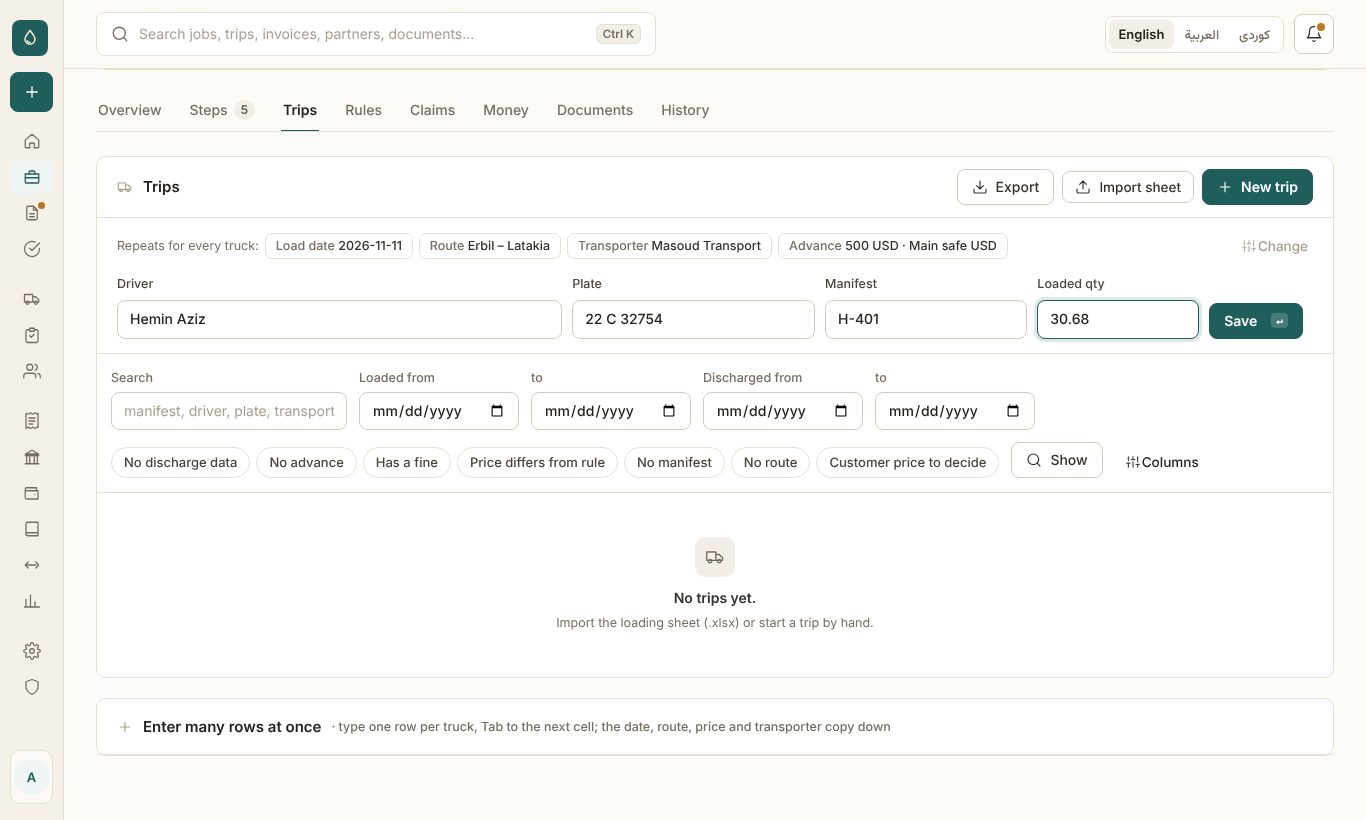 Search jobs, trips, invoices, partners, documents...
Ctrl K
English
العربية
کوردی
Overview
Steps 5
Trips
Rules
Claims
Money
Documents
History
Trips
Export
Import sheet
New trip
Repeats for every truck:
Load date 2026-11-11
Route Erbil – Latakia
Transporter Masoud Transport
Advance 500 USD · Main safe USD
Change
Driver
Plate
Manifest
Loaded qty
Hemin Aziz
22 C 32754
H-401
30.68
Save
Search
Loaded from
to
Discharged from
to
manifest, driver, plate, transport
mm/dd/yyyy
mm/dd/yyyy
mm/dd/yyyy
mm/dd/yyyy
No discharge data
No advance
Has a fine
Price differs from rule
No manifest
No route
Customer price to decide
Show
Columns
No trips yet.
Import the loading sheet (.xlsx) or start a trip by hand.
Enter many rows at once · type one row per truck, Tab to the next cell; the date, route, price and transporter copy down
A